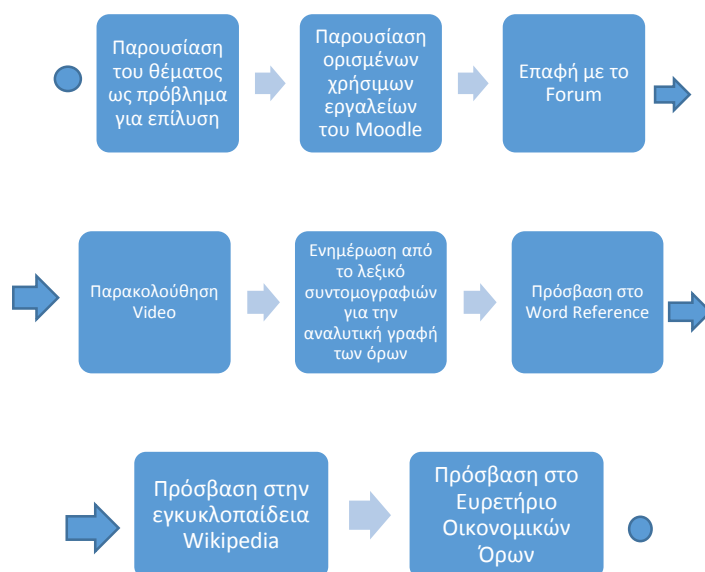 Παρουσίαση
του θέματος
ως πρόβλημα
για επίλυση
Παρουσίαση
ορισμένων
χρήσιμων
εργαλείων
του Moodle
Επαφή με το
Forum
Παρακολούθηση
Video
Ενημέρωση από
το λεξικό
συντομογραφιών
για την
αναλυτική γραφή
των όρων
Πρόσβαση στο
Word Reference
Πρόσβαση στην
εγκυκλοπαίδεια
Wikipedia
Πρόσβαση στο
Ευρετήριο
Οικονομικών
Όρων